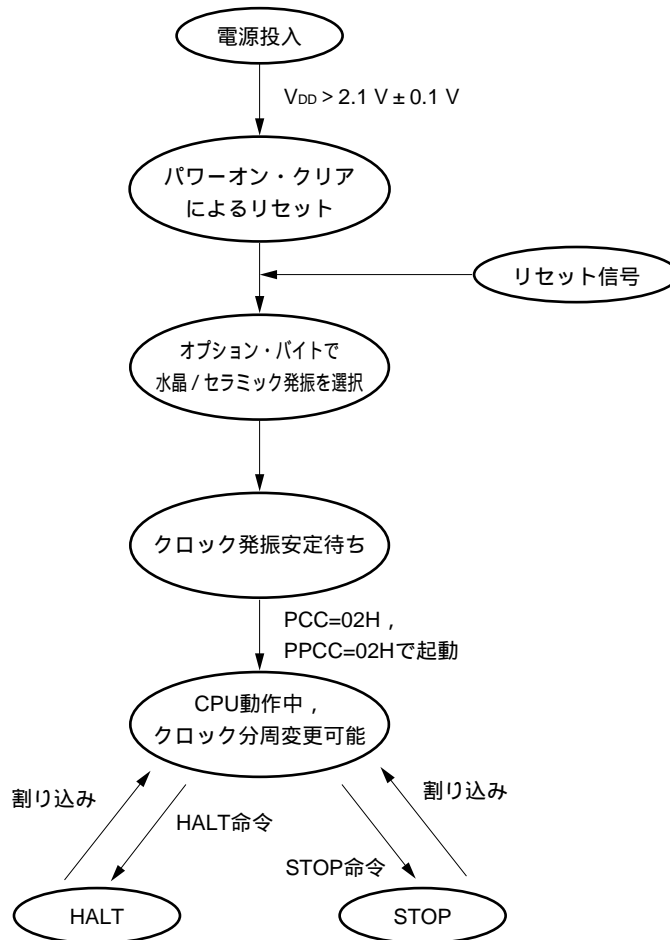 電源投入
VDD > 2.1 V ± 0.1 V
パワーオン・クリア
によるリセット
リセット信号
オプション・バイトで
水晶 / セラミック発振を選択
クロック発振安定待ち
PCC=02H ,
PPCC=02Hで起動
CPU動作中 ,
クロック分周変更可能
割り込み
割り込み
HALT命令
STOP命令
HALT
STOP